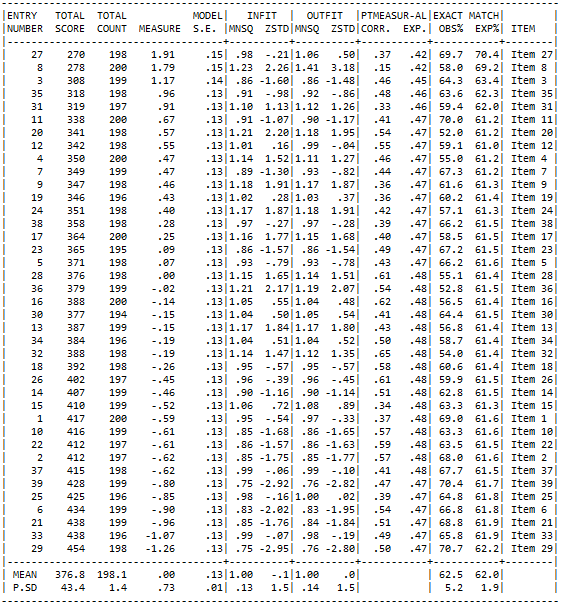 |ENTRY TOTAL TOTAL MODEL| INFIT | OUTFIT |PTMEASUR-AL|EXACT MATCH| |
|NUMBER SCORE COUNT MEASURE S.E. |MNSQ ZSTD|MNSQ ZSTD|CORR. EXP.| OBS% EXP%| ITEM |
| 27 270 198 1.91 .15| .98 -.21|1.06 .50| .37 .42| 69.7 70.4| Item 27|
| 8 278 200 1.79 .15|1.23 2.26|1.41 3.18| .15 .42| 58.0 69.2| Item 8 |
| 3 308 199 1.17 .14| .86 -1.60| .86 -1.48| .46 .45| 64.3 63.4| Item 3 |
| 35 318 198 .96 .13| .91 -.98| .92 -.86| .48 .46| 63.6 62.3| Item 35|
| 31 319 197 .91 .13|1.10 1.13|1.12 1.26| .33 .46| 59.4 62.0| Item 31|
| 11 338 200 .67 .13| .91 -1.07| .90 -1.17| .41 .47| 70.0 61.2| Item 11|
| 20 341 198 .57 .13|1.21 2.20|1.18 1.95| .54 .47| 52.0 61.2| Item 20|
| 12 342 198 .55 .13|1.01 .16| .99 -.04| .55 .47| 59.1 61.0| Item 12|
| 4 350 200 .47 .13|1.14 1.52|1.11 1.27| .46 .47| 55.0 61.2| Item 4 |
| 7 349 199 .47 .13| .89 -1.30| .93 -.82| .44 .47| 67.3 61.2| Item 7 |
| 9 347 198 .46 .13|1.18 1.91|1.17 1.87| .36 .47| 61.6 61.3| Item 9 |
| 19 346 196 .43 .13|1.02 .28|1.03 .37| .36 .47| 60.2 61.4| Item 19|
| 24 351 198 .40 .13|1.17 1.87|1.18 1.91| .42 .47| 57.1 61.3| Item 24|
| 38 358 198 .28 .13| .97 -.27| .97 -.28| .39 .47| 66.2 61.5| Item 38|
| 17 364 200 .25 .13|1.16 1.77|1.15 1.68| .40 .47| 58.5 61.5| Item 17|
| 23 365 195 .09 .13| .86 -1.57| .86 -1.54| .49 .47| 67.2 61.5| Item 23|
| 5 371 198 .07 .13| .93 -.79| .93 -.78| .43 .47| 66.2 61.6| Item 5 |
| 28 376 198 .00 .13|1.15 1.65|1.14 1.51| .61 .48| 55.1 61.4| Item 28|
| 36 379 199 -.02 .13|1.21 2.17|1.19 2.07| .54 .48| 52.8 61.5| Item 36|
| 16 388 200 -.14 .13|1.05 .55|1.04 .48| .62 .48| 56.5 61.4| Item 16|
| 30 377 194 -.15 .13|1.04 .50|1.05 .54| .41 .48| 64.4 61.5| Item 30|
| 13 387 199 -.15 .13|1.17 1.84|1.17 1.80| .43 .48| 56.8 61.4| Item 13|
| 34 384 196 -.19 .13|1.04 .51|1.04 .52| .50 .48| 58.7 61.4| Item 34|
| 32 388 198 -.19 .13|1.14 1.47|1.12 1.35| .65 .48| 54.0 61.4| Item 32|
| 18 392 198 -.26 .13| .95 -.57| .95 -.57| .58 .48| 60.6 61.4| Item 18|
| 26 402 197 -.45 .13| .96 -.39| .96 -.45| .61 .48| 59.9 61.5| Item 26|
| 14 407 199 -.46 .13| .90 -1.16| .90 -1.14| .51 .48| 62.8 61.5| Item 14|
| 15 410 199 -.52 .13|1.06 .72|1.08 .89| .34 .48| 63.3 61.3| Item 15|
| 1 417 200 -.59 .13| .95 -.54| .97 -.33| .37 .48| 69.0 61.6| Item 1 |
| 10 416 199 -.61 .13| .85 -1.68| .86 -1.65| .57 .48| 63.3 61.6| Item 10|
| 22 412 197 -.61 .13| .86 -1.57| .86 -1.63| .59 .48| 63.5 61.5| Item 22|
| 2 412 197 -.62 .13| .85 -1.75| .85 -1.77| .57 .48| 68.0 61.6| Item 2 |
| 37 415 198 -.62 .13| .99 -.06| .99 -.10| .41 .48| 67.7 61.5| Item 37|
| 39 428 199 -.80 .13| .75 -2.92| .76 -2.82| .47 .47| 70.4 61.7| Item 39|
| 25 425 196 -.85 .13| .98 -.16|1.00 .02| .39 .47| 64.8 61.8| Item 25|
| 6 434 199 -.90 .13| .83 -2.02| .83 -1.95| .54 .47| 66.8 61.8| Item 6 |
| 21 438 199 -.96 .13| .85 -1.76| .84 -1.84| .51 .47| 68.8 61.8| Item 21|
| 33 438 196 -1.07 .13| .99 -.07| .98 -.19| .51 .47| 65.8 61.9| Item 33|
| 29 454 198 -1.26 .13| .75 -2.95| .76 -2.80| .50 .47| 70.7 62.2| Item 29|
| MEAN 376.8 198.1 .00 .13|1.00 -.1|1.00 .0| | 62.5 62.0| |
| P.SD 43.4 1.4 .73 .01| .13 1.5| .14 1.5| | 5.2 1.9| |